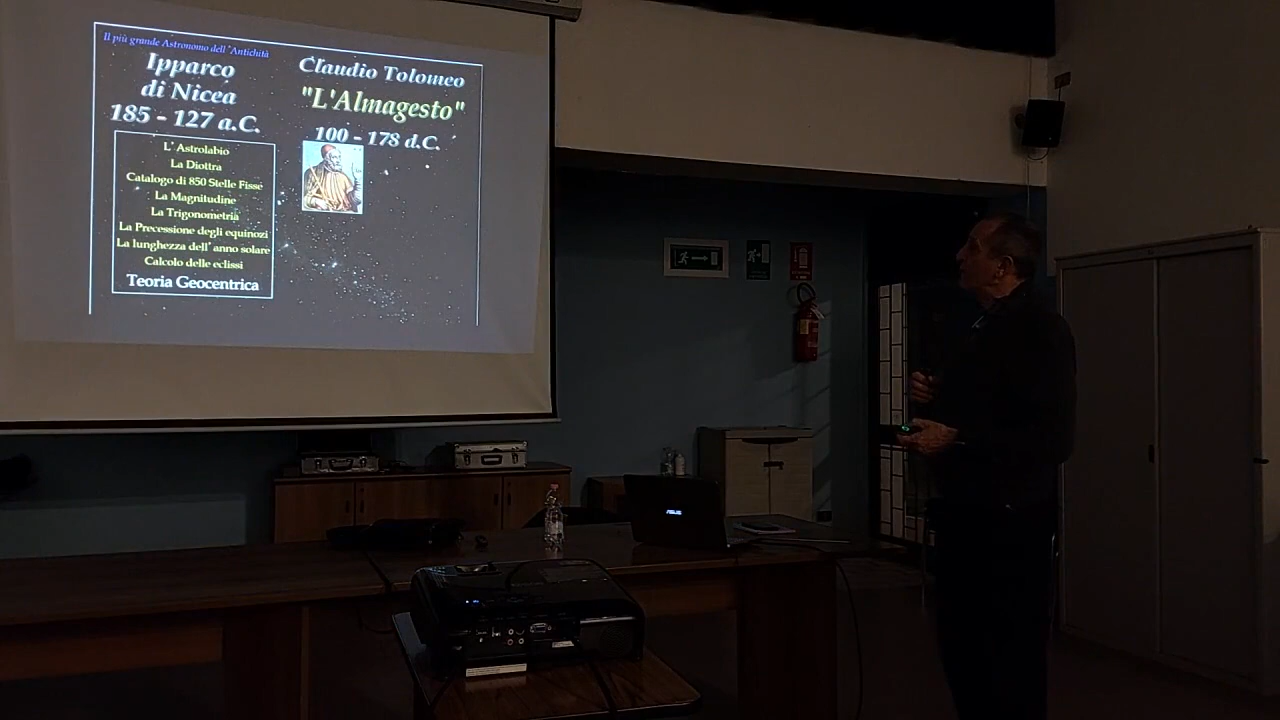 Il più grande Astronomo dell'Antichità
Ipparco
di Nicea
185 - 127 a.C.
L'Astrolabio
La Diottra
Catalogo di 850 Stelle Fisse
La Magnitudine
La Trigonometria
La Precessione degli equinozi
La lunghezza dell'anno solare
Calcolo delle eclissi
Teoria Geocentrica
Claudio Tolomeo
"L'Almagesto"
100 - 178 d.C.
ASUS